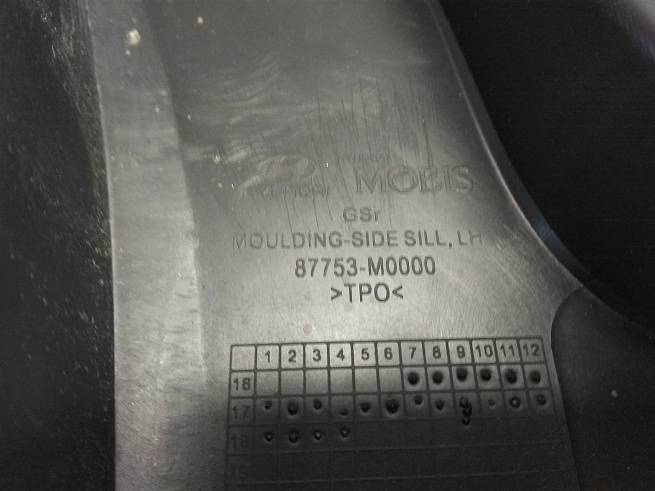 HYUNDAI MOBIS
GSr
MOULDING-SIDE SILL, LH
87753-M0000
>TPO<
1 2 3 4 5 6 7 8 9 10 11 12
16
17
18
19